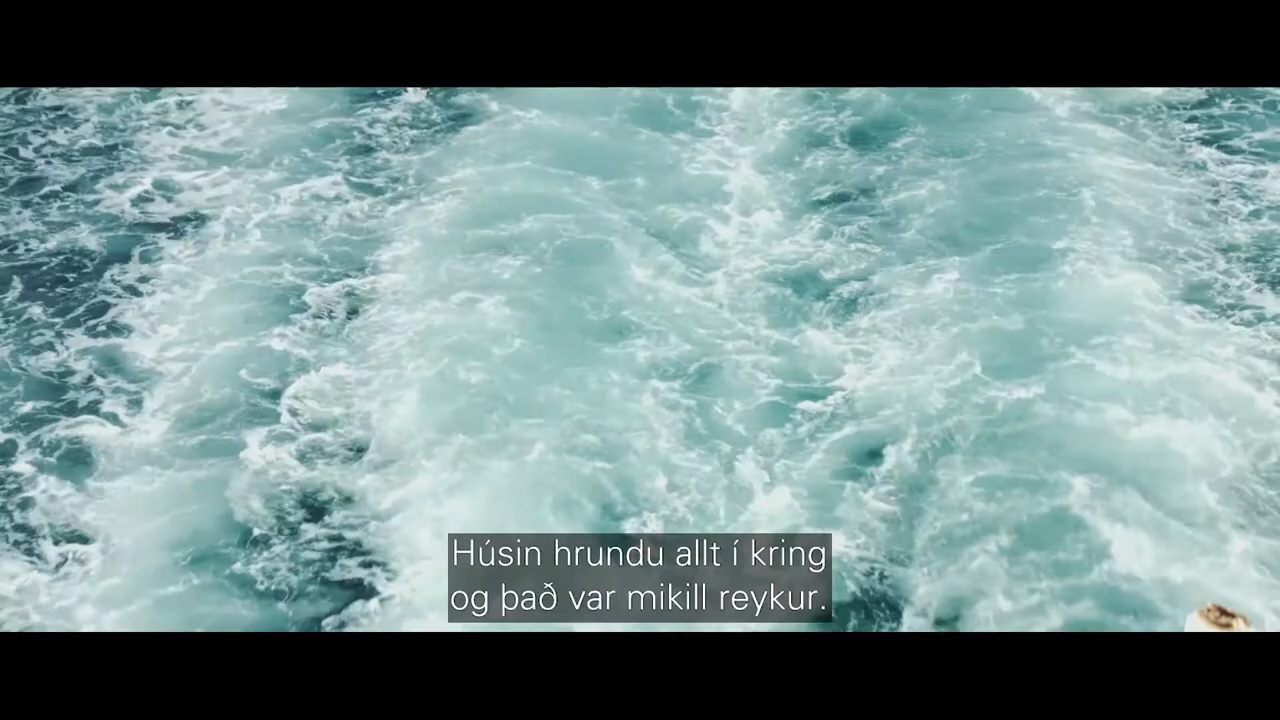 Húsin hrundu allt í kring
og það var mikill reykur.